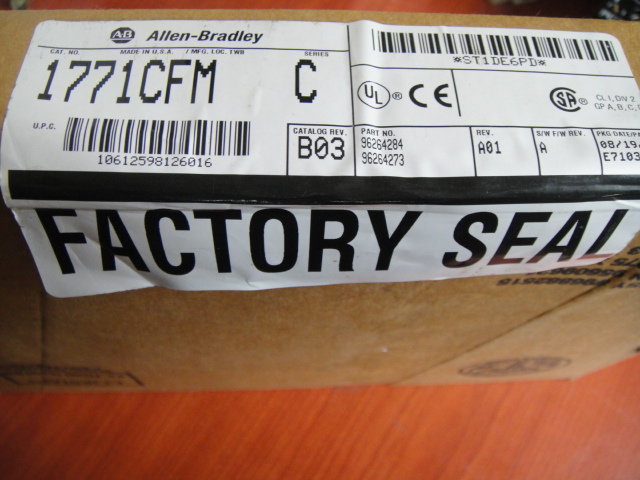 AB Allen-Bradley
CAT. NO. MADE IN U.S.A. / MFG. LOC. TWB SERIES
1771CFM C
*ST1DE6PD*
UL ® CE SA ® CL I, DIV 2
GP A, B, C,
U.P.C.
10612598126016
CATALOG REV. PART NO. REV. S/W F/W REV. PKG DATE/P
B03 96264284 A01 A 08/19/
96264273 E7103
FACTORY SEAL